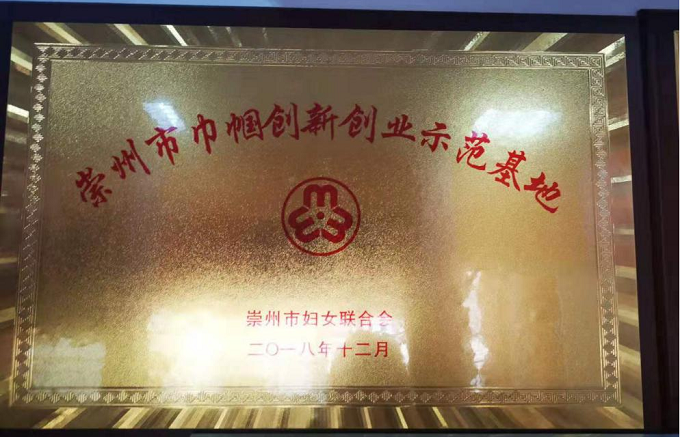 崇州市巾帼创新创业示范基地
崇州市妇女联合会
二〇一八年十二月